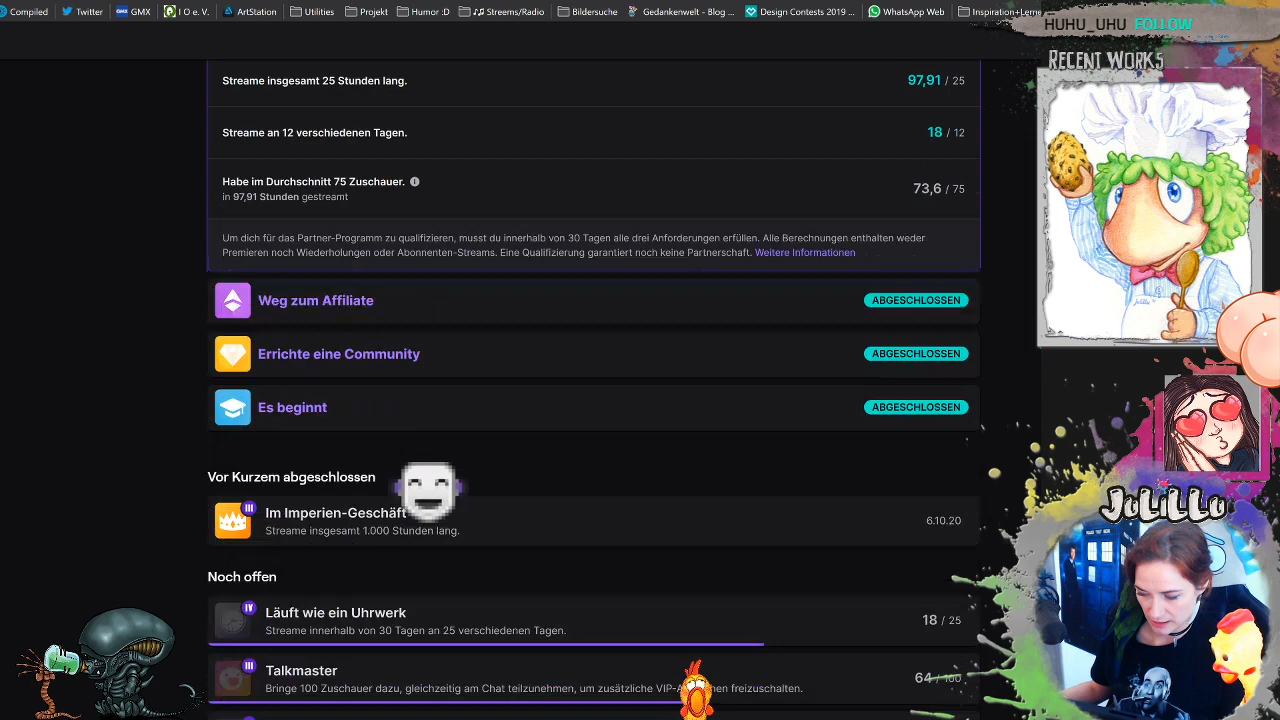 Compiled Twitter GMX I O E V. ArtStation Utilities Projekt Humor :D ♫ Streems/Radio Bildersuche Gedankenwelt - Blog ... Design Contests 2019 ... WhatsApp Web Inspiration+Lerne
HUHU_UHU FOLLOW
RECENT WORKS
Streame insgesamt 25 Stunden lang. 97,91 / 25
Streame an 12 verschiedenen Tagen. 18 / 12
Habe im Durchschnitt 75 Zuschauer. 73,6 / 75
in 97,91 Stunden gestreamt
Um dich für das Partner-Programm zu qualifizieren, musst du innerhalb von 30 Tagen alle drei Anforderungen erfüllen. Alle Berechnungen enthalten weder
Premieren noch Wiederholungen oder Abonnenten-Streams. Eine Qualifizierung garantiert noch keine Partnerschaft. Weitere Informationen
Weg zum Affiliate ABGESCHLOSSEN
Errichte eine Community ABGESCHLOSSEN
Es beginnt ABGESCHLOSSEN
Vor Kurzem abgeschlossen
III Im Imperien-Geschäft
Streame insgesamt 1.000 Stunden lang. 6.10.20
JoLiLLo
Noch offen
IV Läuft wie ein Uhrwerk
Streame innerhalb von 30 Tagen an 25 verschiedenen Tagen. 18 / 25
III Talkmaster
Bringe 100 Zuschauer dazu, gleichzeitig am Chat teilzunehmen, um zusätzliche freizuschalten. 64 / 100